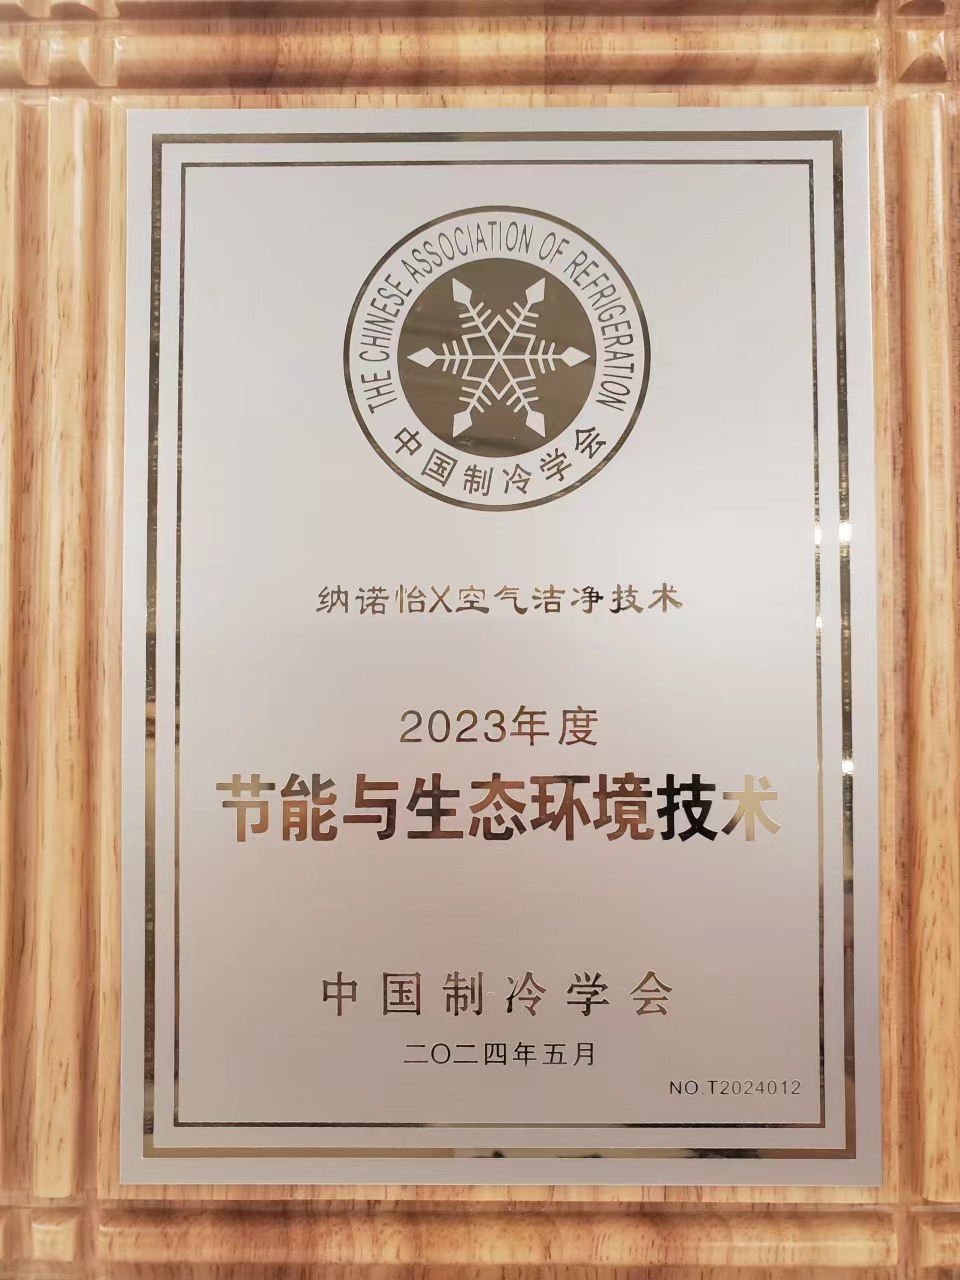 THE CHINESE ASSOCIATION OF REFRIGERATION
中国制冷学会
纳诺怡X空气洁净技术
2023年度
节能与生态环境技术
中国制冷学会
二〇二四年五月
NO.T2024012